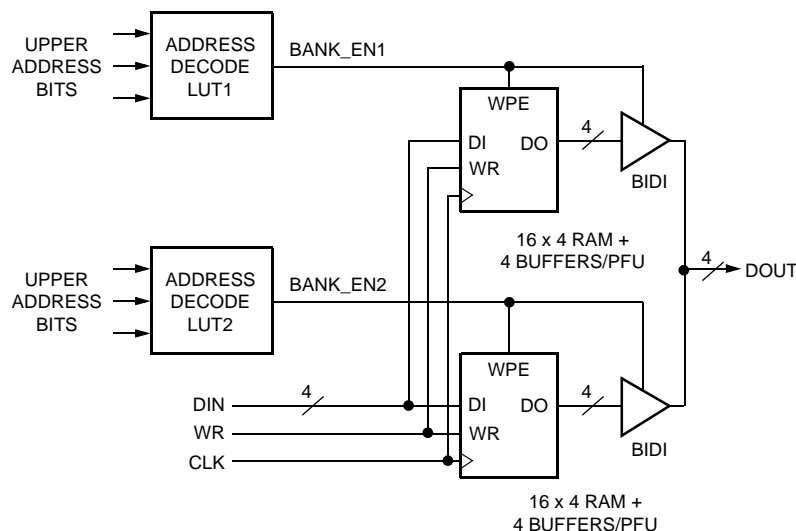 UPPER
ADDRESS
BITS
ADDRESS
DECODE
LUT1
BANK_EN1
WPE
DI
DO
WR
4
BIDI
16 x 4 RAM +
4 BUFFERS/PFU
4
DOUT
UPPER
ADDRESS
BITS
ADDRESS
DECODE
LUT2
BANK_EN2
WPE
DIN
4
DI
DO
4
WR
WR
CLK
BIDI
16 x 4 RAM +
4 BUFFERS/PFU